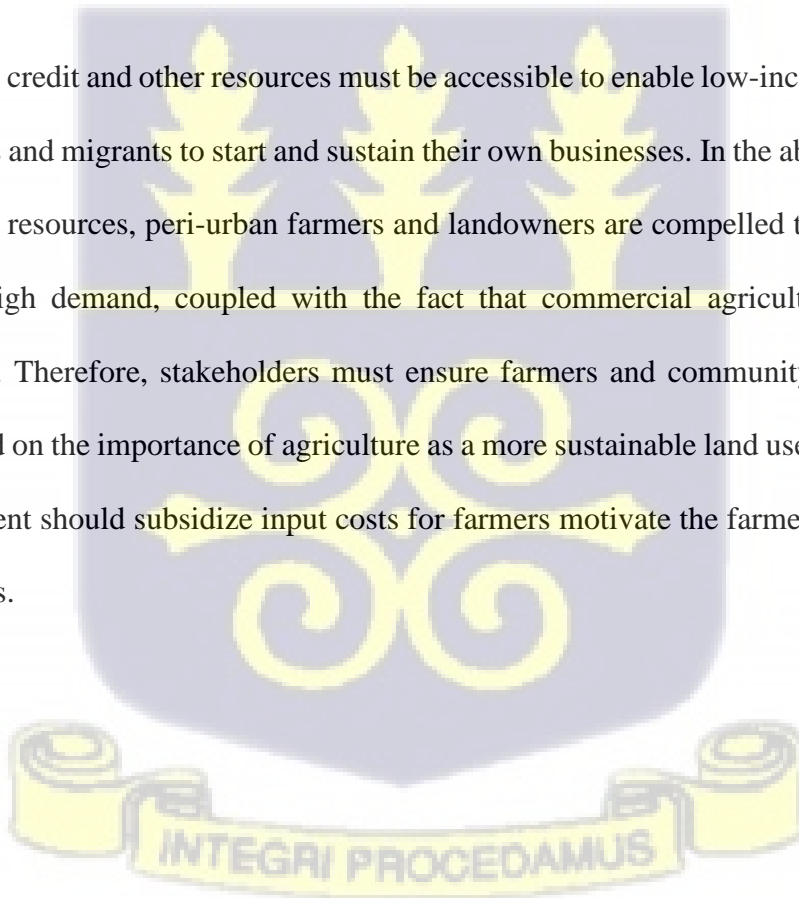 credit and other resources must be accessible to enable low-inc
and migrants to start and sustain their own businesses. In the ab
resources, peri-urban farmers and landowners are compelled t
igh demand, coupled with the fact that commercial agricult
. Therefore, stakeholders must ensure farmers and community
d on the importance of agriculture as a more sustainable land use
ent should subsidize input costs for farmers motivate the farme
s.
INTEGRI PROCEDAMUS